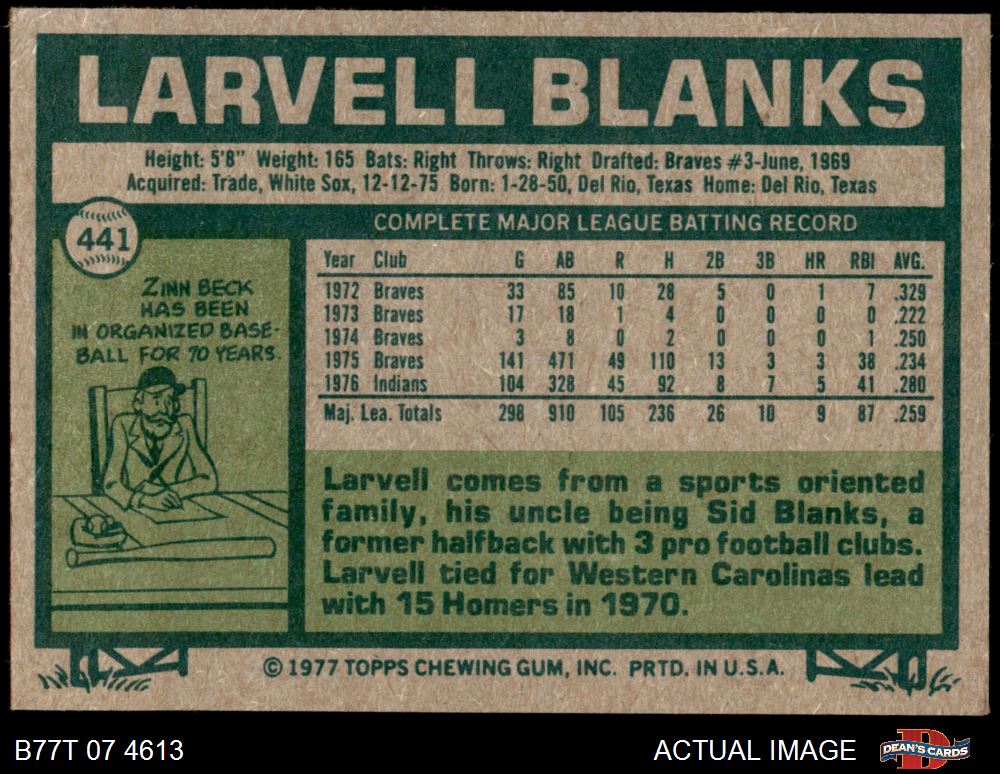 LARVELL BLANKS
Height: 5'8" Weight: 165 Bats: Right Throws: Right Drafted: Braves #3-June, 1969
Acquired: Trade, White Sox, 12-12-75 Born: 1-28-50, Del Rio, Texas Home: Del Rio, Texas
441
COMPLETE MAJOR LEAGUE BATTING RECORD
ZINN BECK
HAS BEEN
IN ORGANIZED BASE-
BALL FOR 70 YEARS.
Year Club G AB R H 2B 3B HR RBI AVG.
1972 Braves 33 85 10 28 5 0 1 7 .329
1973 Braves 17 18 1 4 0 0 0 0 .222
1974 Braves 3 8 0 2 0 0 0 1 .250
1975 Braves 141 471 49 110 13 3 3 38 .234
1976 Indians 104 328 45 92 8 7 5 41 .280
Maj. Lea. Totals 298 910 105 236 26 10 9 87 .259
Larvell comes from a sports oriented
family, his uncle being Sid Blanks, a
former halfback with 3 pro football clubs.
Larvell tied for Western Carolinas lead
with 15 Homers in 1970.
© 1977 TOPPS CHEWING GUM, INC. PRTD. IN U.S.A.
B77T 07 4613
ACTUAL IMAGE
DEAN'S CARDS